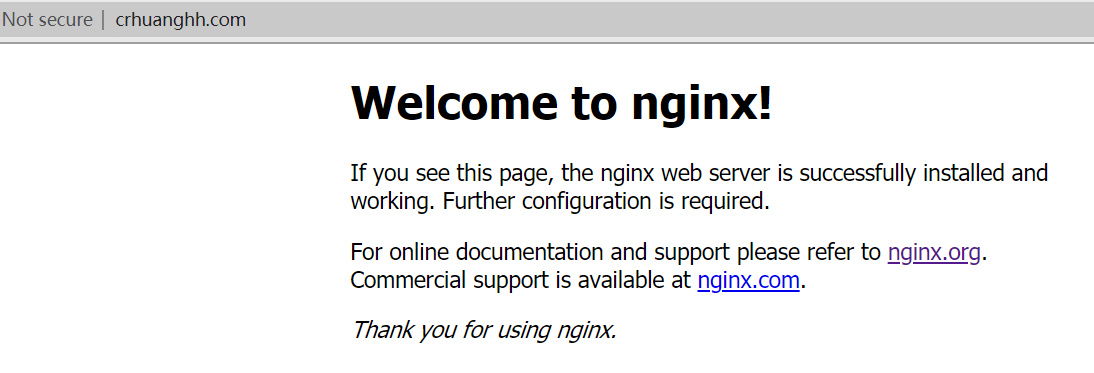 Not secure | crhuanghh.com
Welcome to nginx!
If you see this page, the nginx web server is successfully installed and
working. Further configuration is required.
For online documentation and support please refer to nginx.org.
Commercial support is available at nginx.com.
Thank you for using nginx.